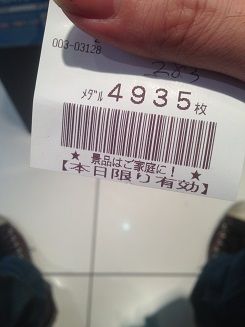 003-03128
383
ﾒﾀﾞﾙ 4935枚
★ 景品はご家庭に! ★
【本日限り有効】